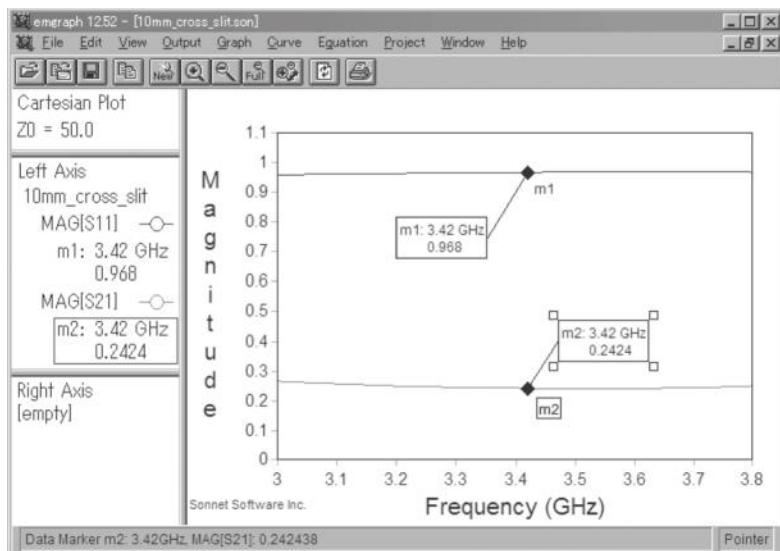 emgraph 12.52 - [10mm_cross_slit.son]
File Edit View Output Graph Curve Equation Project Window Help
New Full
Cartesian Plot
Z0 = 50.0
Left Axis
10mm_cross_slit
MAG[S11]
m1: 3.42 GHz
0.968
MAG[S21]
m2: 3.42 GHz
0.2424
Right Axis
[empty]
Magnitude
1.1
1
0.9
0.8
0.7
0.6
0.5
0.4
0.3
0.2
0.1
0
m1
m1: 3.42 GHz
0.968
m2: 3.42 GHz
0.2424
m2
3 3.1 3.2 3.3 3.4 3.5 3.6 3.7 3.8
Sonnet Software Inc.
Frequency (GHz)
Data Marker m2: 3.42GHz, MAG[S21]: 0.242438
Pointer